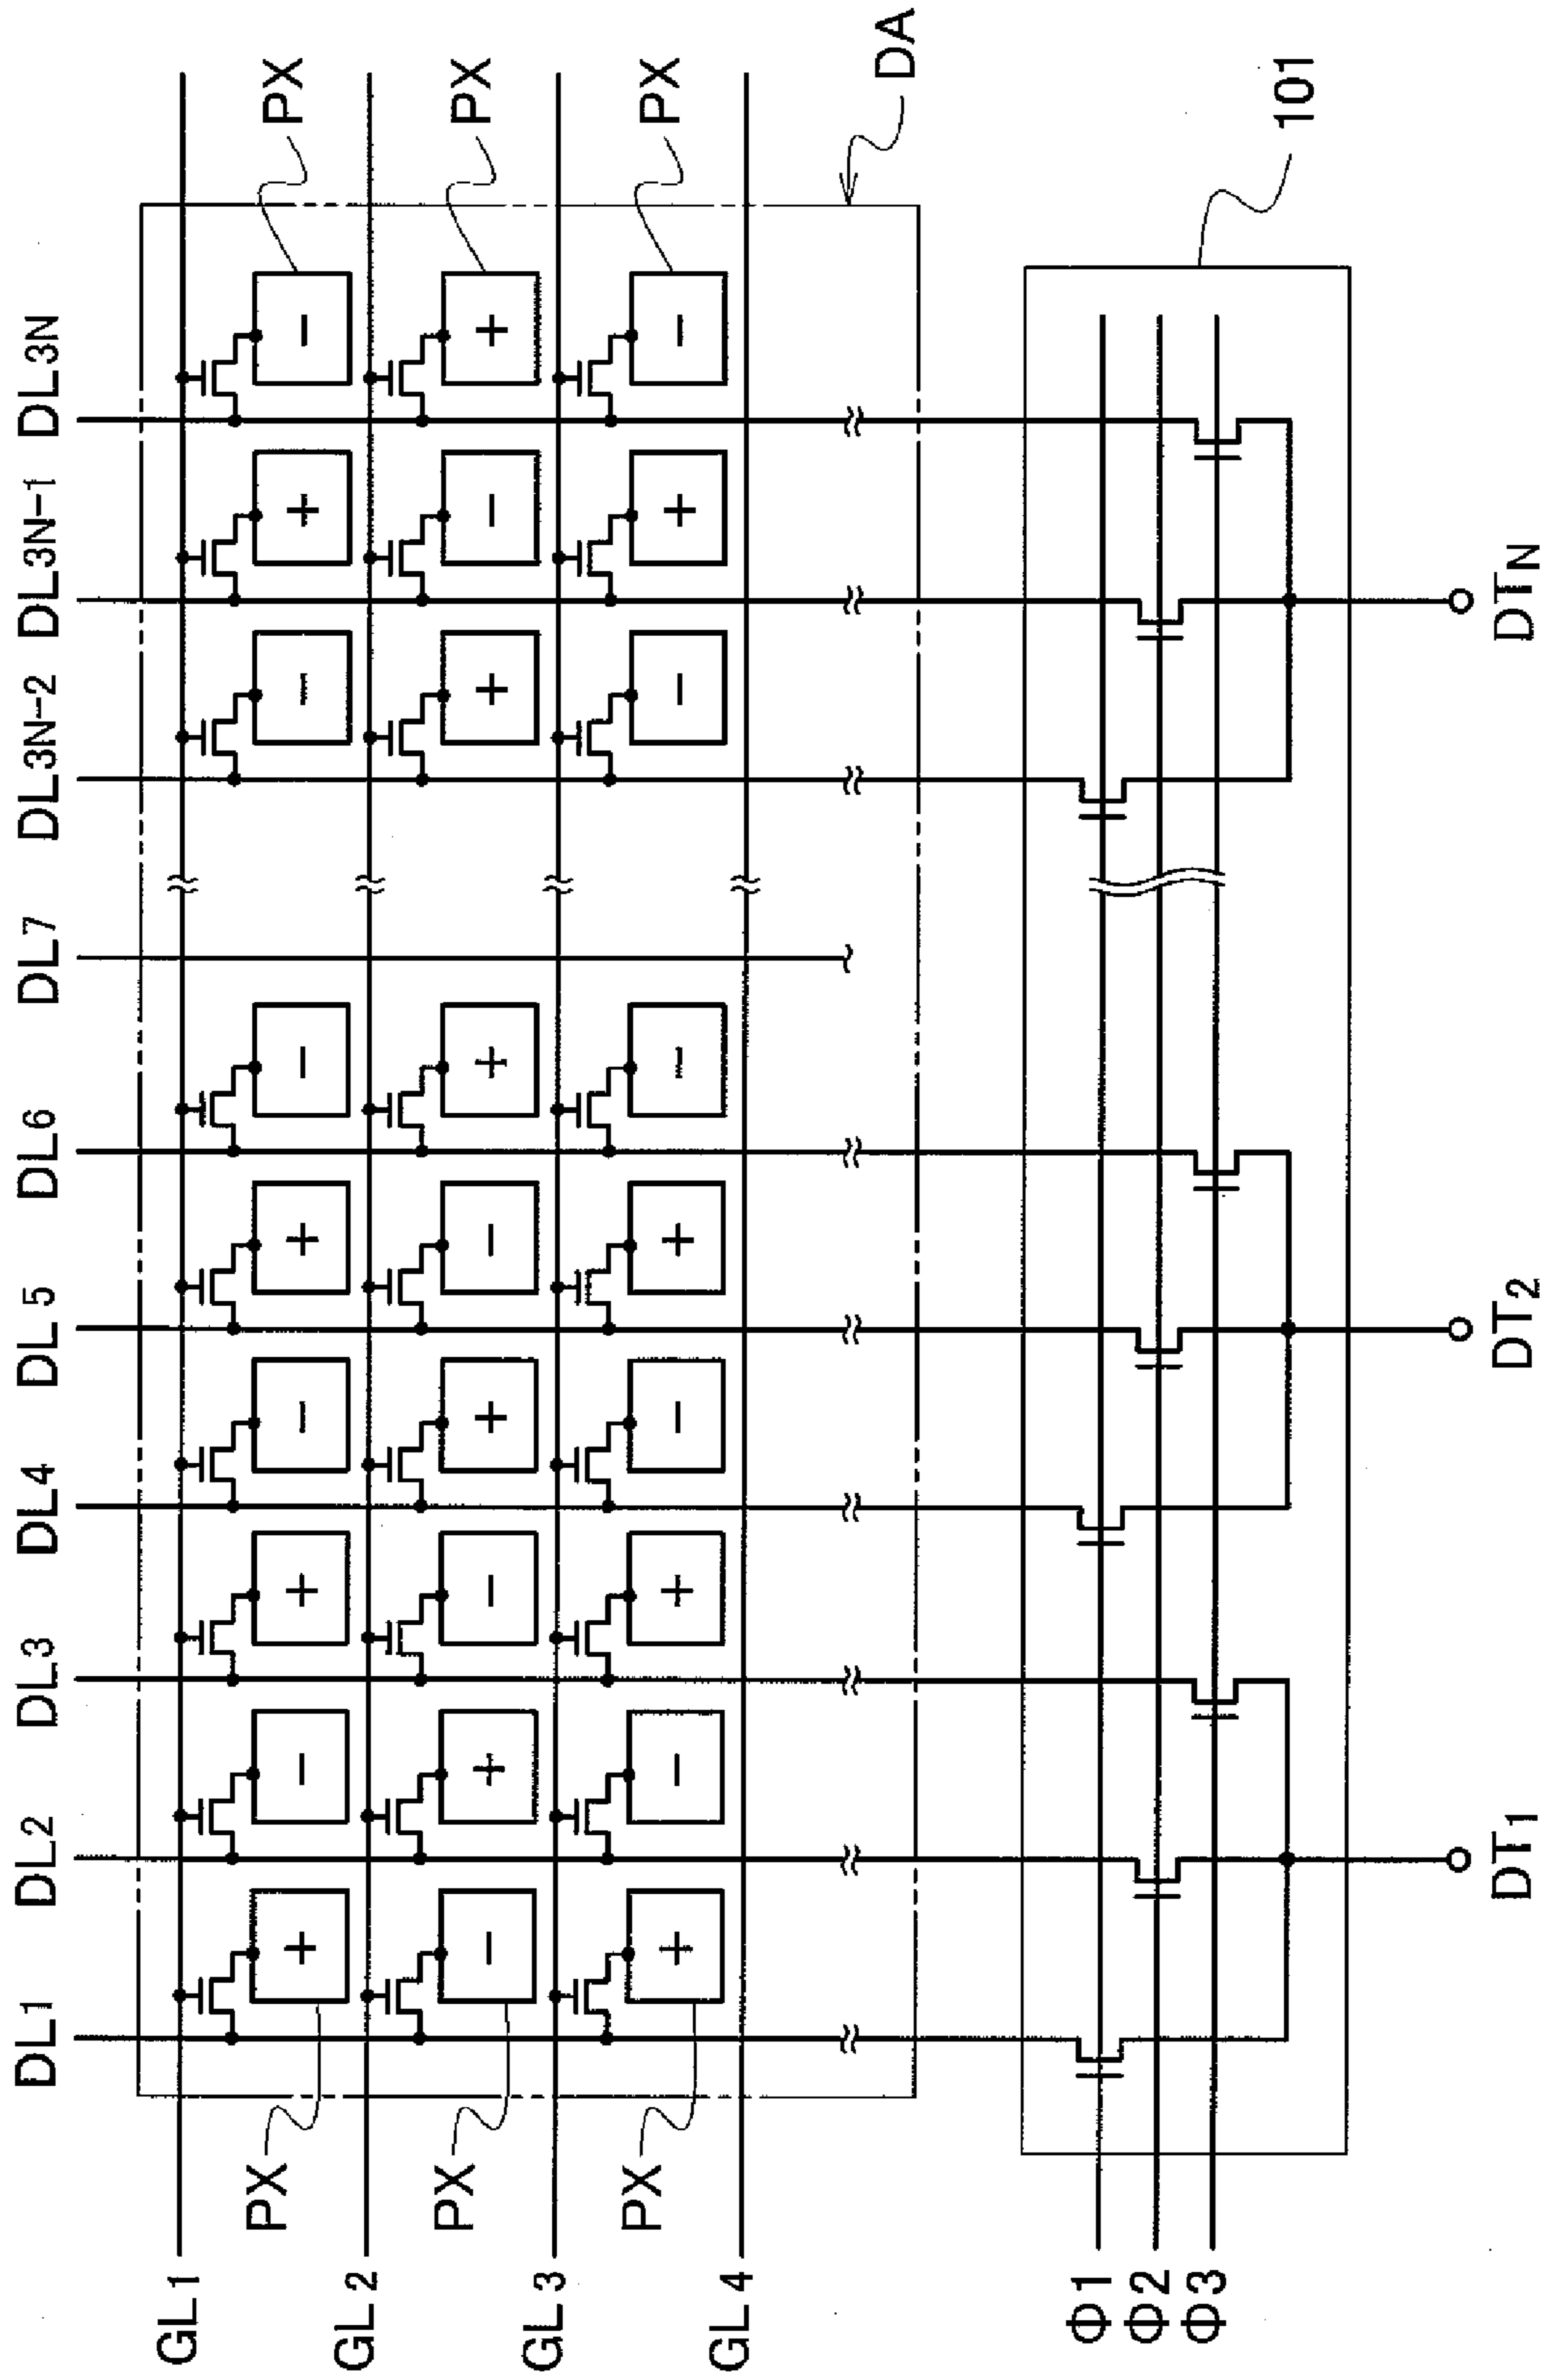 DL1 DL2 DL3 DL4 DL5 DL6 DL7 DL3N-2 DL3N-1 DL3N
GL1
+ - + - + - - + -
PX PX
GL2
- + - + - + + - +
PX PX
GL3
+ - + - + - - + -
PX PX
GL4
DA
Φ1
Φ2
Φ3
101
DT1 DT2 DTN